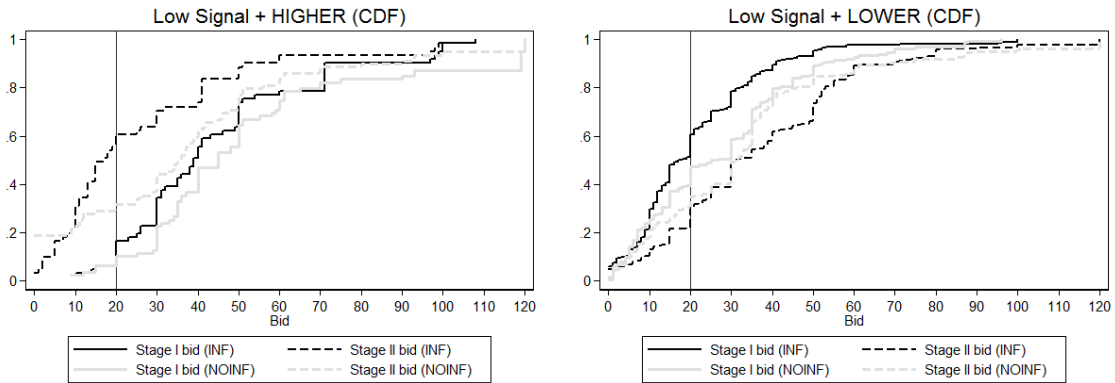 Low Signal + HIGHER (CDF)
1
.8
.6
.4
.2
0
0 10 20 30 40 50 60 70 80 90 100 110 120
Bid
Stage I bid (INF) Stage II bid (INF)
Stage I bid (NOINF) Stage II bid (NOINF)
Low Signal + LOWER (CDF)
1
.8
.6
.4
.2
0
0 10 20 30 40 50 60 70 80 90 100 110 120
Bid
Stage I bid (INF) Stage II bid (INF)
Stage I bid (NOINF) Stage II bid (NOINF)